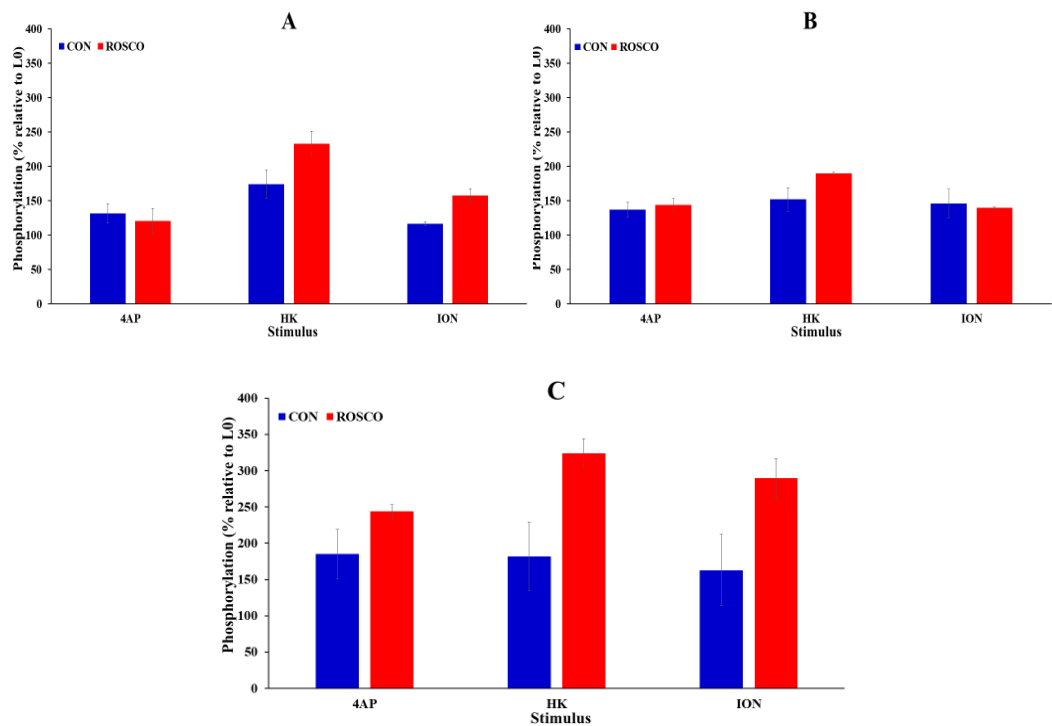 A
Phosphorylation (% relative to L0)
CON ROSCO
400
350
300
250
200
150
100
50
0
4AP HK ION
Stimulus
B
Phosphorylation (% relative to L0)
CON ROSCO
400
350
300
250
200
150
100
50
0
4AP HK ION
Stimulus
C
Phosphorylation (% relative to L0)
CON ROSCO
400
350
300
250
200
150
100
50
0
4AP HK ION
Stimulus